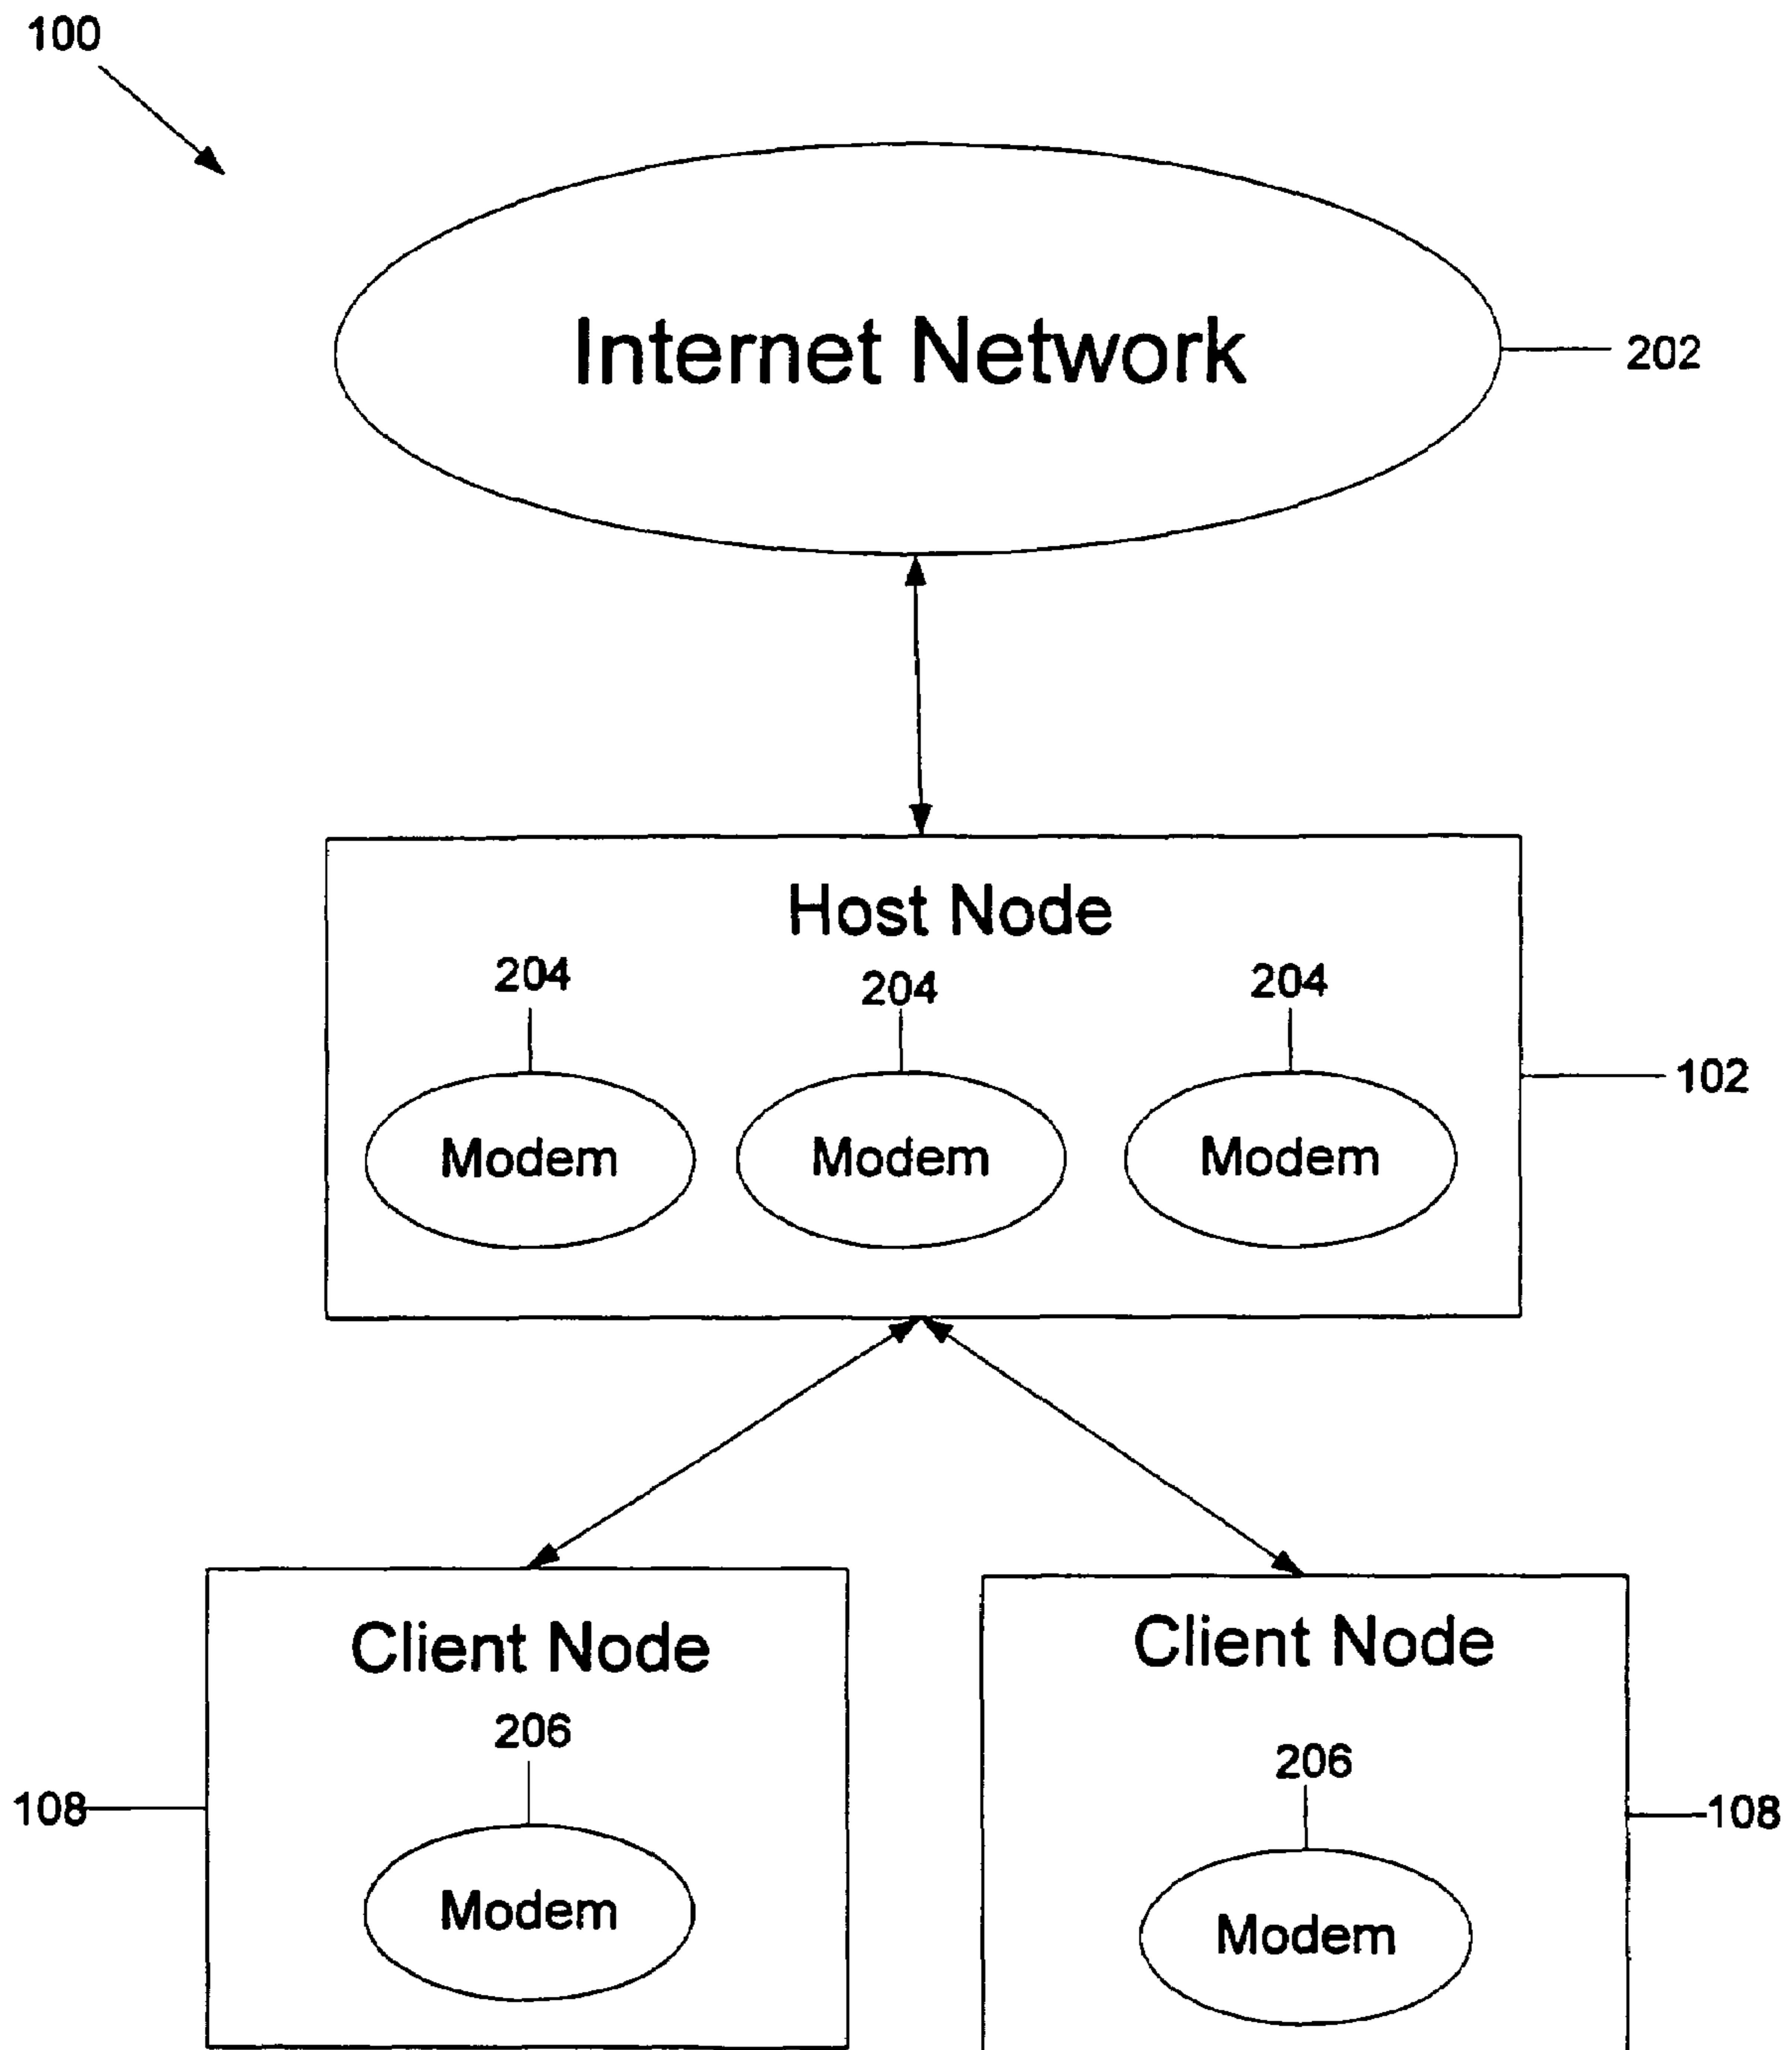 100
Internet Network
202
Host Node
204
204
204
102
Modem
Modem
Modem
Client Node
Client Node
206
206
108
108
Modem
Modem